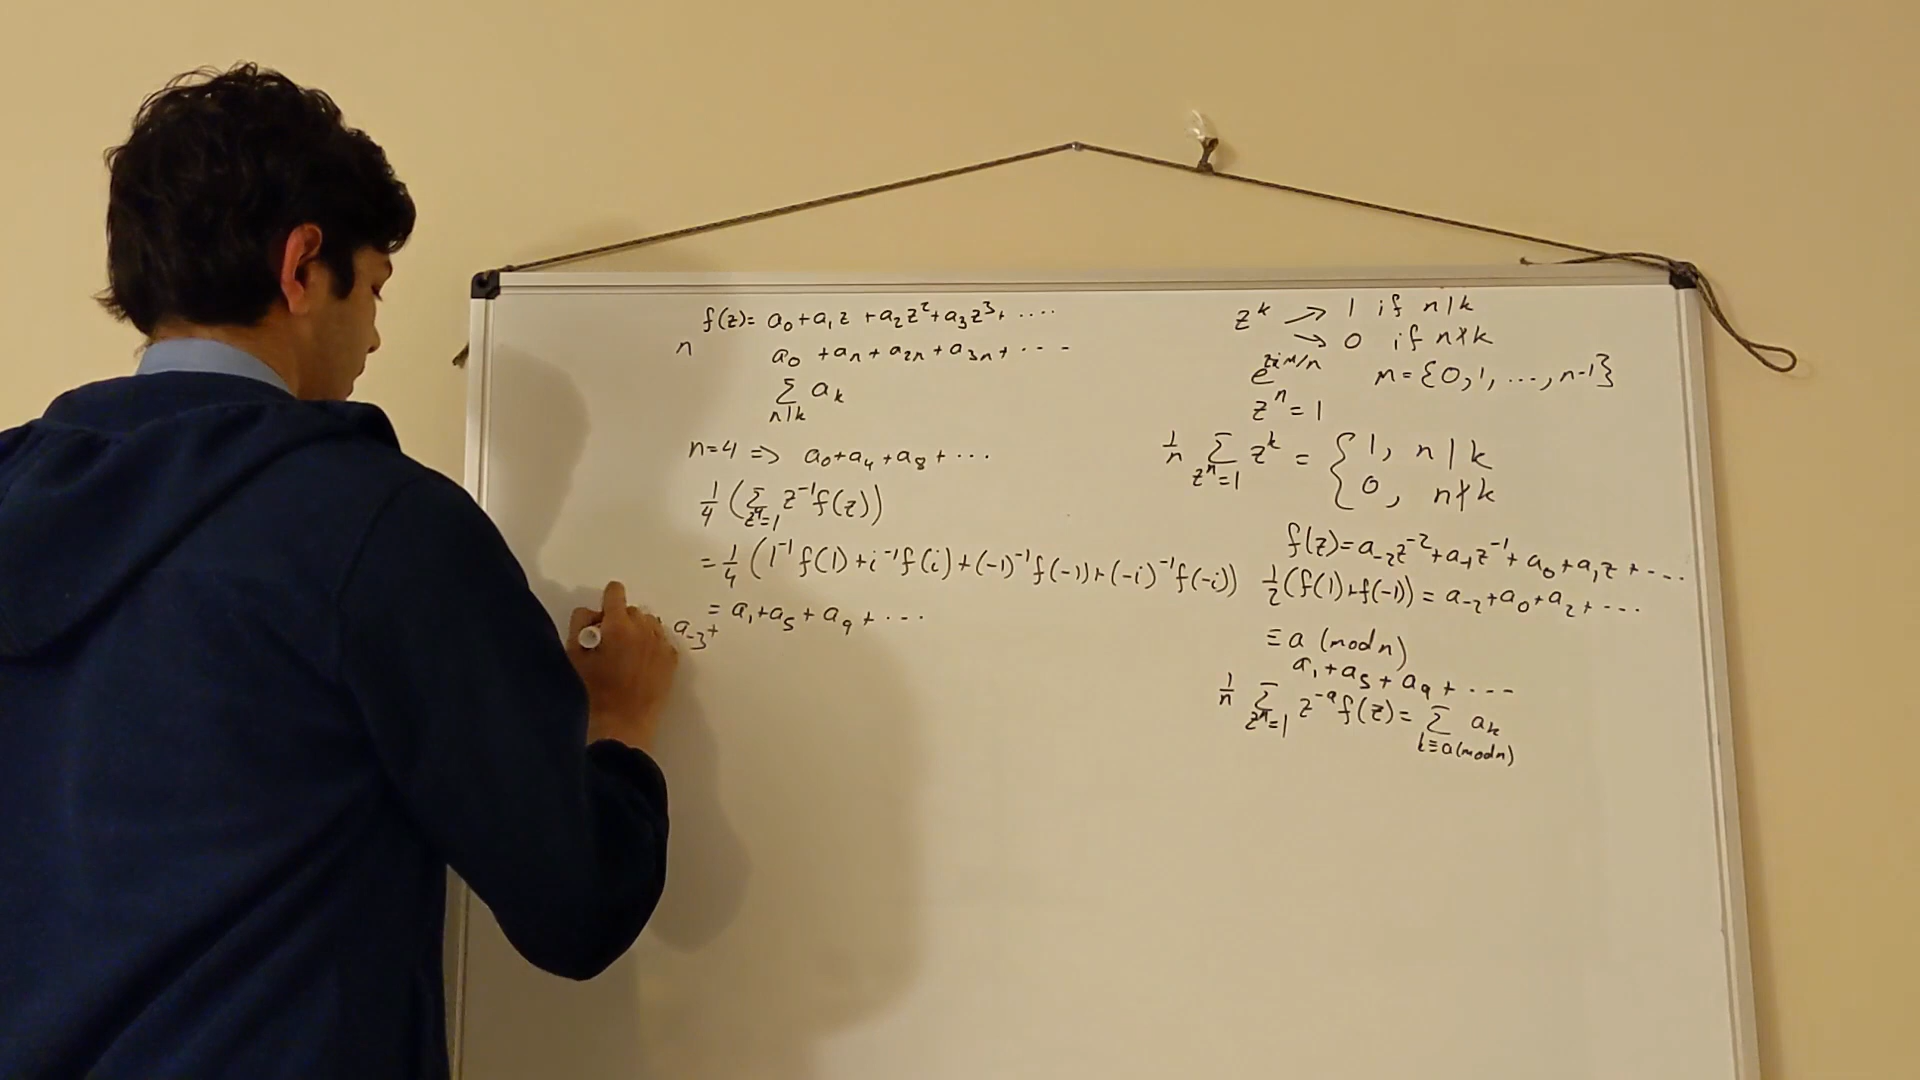 f(z)= a₀+a₁z+a₂z²+a₃z³+....
n
a₀+aₙ+a₂ₙ+a₃ₙ+---
∑ aₖ
n|k
n=4 => a₀+a₄+a₈+...
1/4 (∑ z⁻¹f(z))
z⁴=1
=1/4 (1⁻¹f(1)+i⁻¹f(i)+(-1)⁻¹f(-1)+(-i)⁻¹f(-i))
= a₁+a₅+a₉+...
+ a₋₃+
zᵏ → 1 if n|k
→ 0 if n∤k
m={0,1,...,n-1}
zⁿ=1
1/n ∑ zᵏ = { 1, n|k
zⁿ=1
0, n∤k
f(z)=a₋₂z⁻²+a₋₁z⁻¹+a₀+a₁z+---
1/2(f(1)+f(-1))=a₋₂+a₀+a₂+...
≡a (mod n)
a₁+a₅+a₉+---
1/n ∑ z⁻ᵃf(z)=∑ aₖ
zⁿ=1 k≡a(mod n)